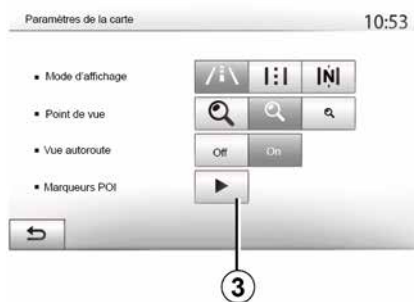 Paramètres de la carte 10:53
▪ Mode d'affichage N
▪ Point de vue
▪ Vue autoroute Off On
▪ Marqueurs POI
3